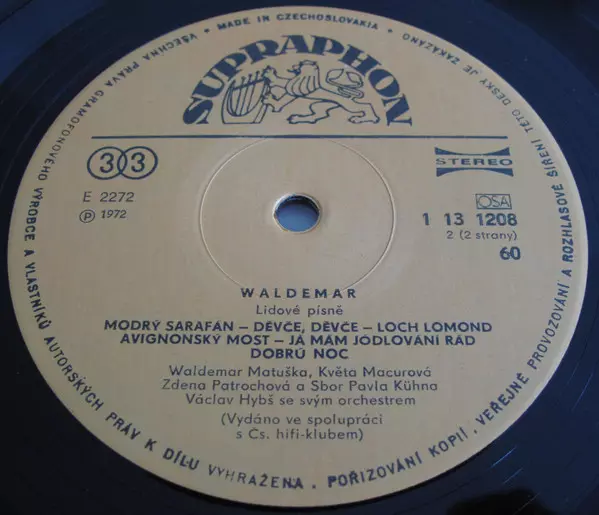 MADE IN CZECHOSLOVAKIA • VŠECHNA PRÁVA GRAMOFONOVÉHO VÝROBCE A VLASTNÍKŮ AUTORSKÝCH PRÁV K DÍLU VYHRAŽENA. POŘIZOVÁNÍ KOPIÍ, VEŘEJNÉ PROVOZOVÁNÍ A ROZHLASOVÉ ŠÍŘENÍ TÉTO DESKY JE ZAKÁZÁNO
SUPRAPHON
33
STEREO
E 2272
Ⓟ 1972
OSA
1 13 1208
2 (2 strany)
60
WALDEMAR
Lidové písně
MODRÝ SARAFÁN – DĚVČE, DĚVČE – LOCH LOMOND
AVIGNONSKÝ MOST – JÁ MÁM JÓDLOVÁNÍ RÁD
DOBRÚ NOC
Waldemar Matuška, Květa Macurová
Zdena Patrochová a Sbor Pavla Kühna
Václav Hybš se svým orchestrem
(Vydáno ve spolupráci
s Čs. hifi-klubem)